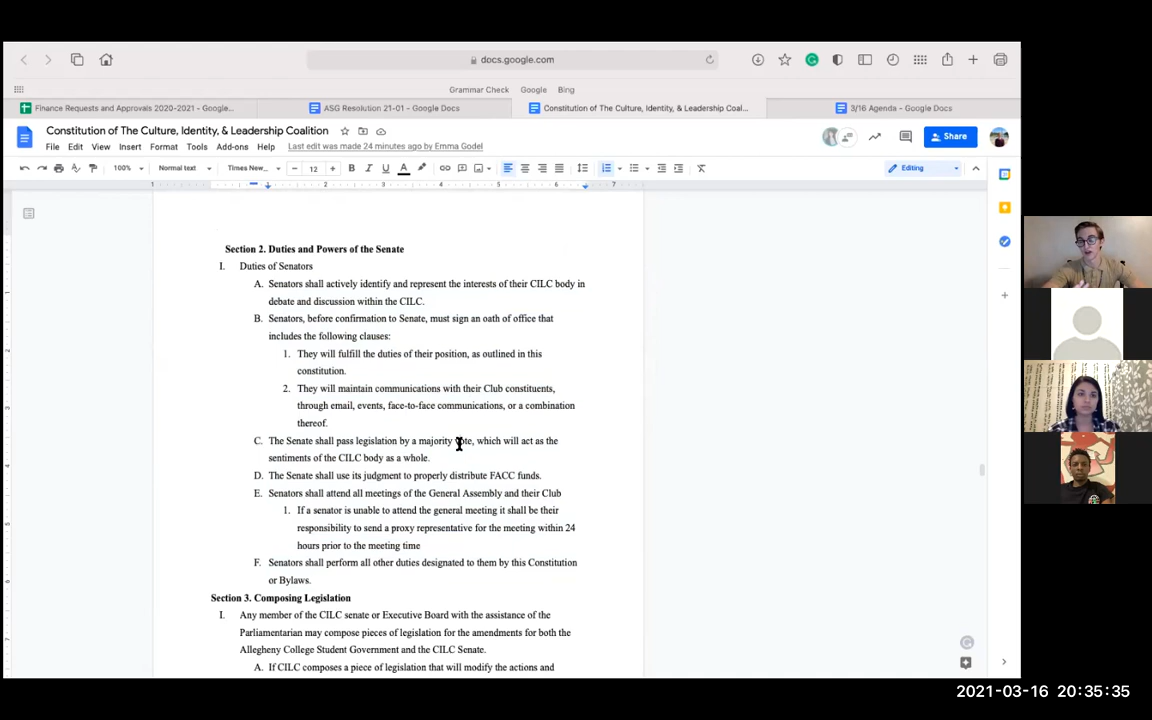 docs.google.com
Grammar Check Google Bing
Finance Requests and Approvals 2020-2021 - Google...
ASG Resolution 21-01 - Google Docs
Constitution of The Culture, Identity, & Leadership Coal...
3/16 Agenda - Google Docs
Constitution of The Culture, Identity, & Leadership Coalition
File Edit View Insert Format Tools Add-ons Help Last edit was made 24 minutes ago by Emma Godel
Share
100% Normal text Times New... 12 B I U A Editing
1 1 2 3 4 5 6 7
Section 2. Duties and Powers of the Senate
I. Duties of Senators
A. Senators shall actively identify and represent the interests of their CILC body in
debate and discussion within the CILC.
B. Senators, before confirmation to Senate, must sign an oath of office that
includes the following clauses:
1. They will fulfill the duties of their position, as outlined in this
constitution.
2. They will maintain communications with their Club constituents,
through email, events, face-to-face communications, or a combination
thereof.
C. The Senate shall pass legislation by a majority vote, which will act as the
sentiments of the CILC body as a whole.
D. The Senate shall use its judgment to properly distribute FACC funds.
E. Senators shall attend all meetings of the General Assembly and their Club
1. If a senator is unable to attend the general meeting it shall be their
responsibility to send a proxy representative for the meeting within 24
hours prior to the meeting time
F. Senators shall perform all other duties designated to them by this Constitution
or Bylaws.
Section 3. Composing Legislation
I. Any member of the CILC senate or Executive Board with the assistance of the
Parliamentarian may compose pieces of legislation for the amendments for both the
Allegheny College Student Government and the CILC Senate.
A. If CILC composes a piece of legislation that will modify the actions and
2021-03-16 20:35:35